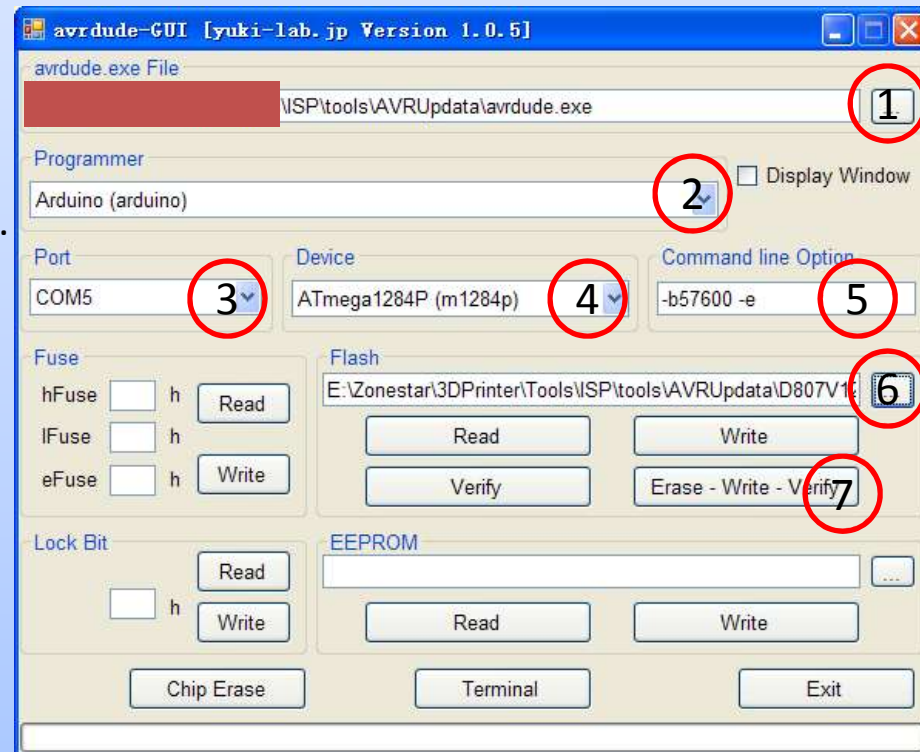 avrdude-GUI [yuki-lab.jp Version 1.0.5]
avrdude.exe File
\ISP\tools\AVRUpdata\avrdude.exe
1
Programmer
Arduino (arduino)
2
Display Window
.
Port
Device
Command line Option
COM5
3
ATmega1284P (m1284p)
4
-b57600 -e
5
Fuse
Flash
hFuse h Read
E:\Zonestar\3DPrinter\Tools\ISP\tools\AVRUpdata\D807V1
6
lFuse h
Read Write
eFuse h Write
Verify Erase - Write - Verify
7
Lock Bit
EEPROM
Read
...
h Write
Read Write
Chip Erase Terminal Exit